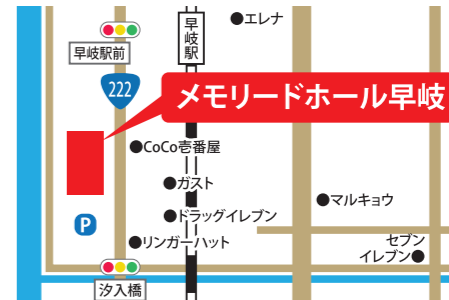 ●エレナ
早岐駅
早岐駅前
222
メモリードホール早岐
●CoCo壱番屋
●ガスト
●マルキョウ
●ドラッグイレブン
P
●リンガーハット
セブン
イレブン●
汐入橋